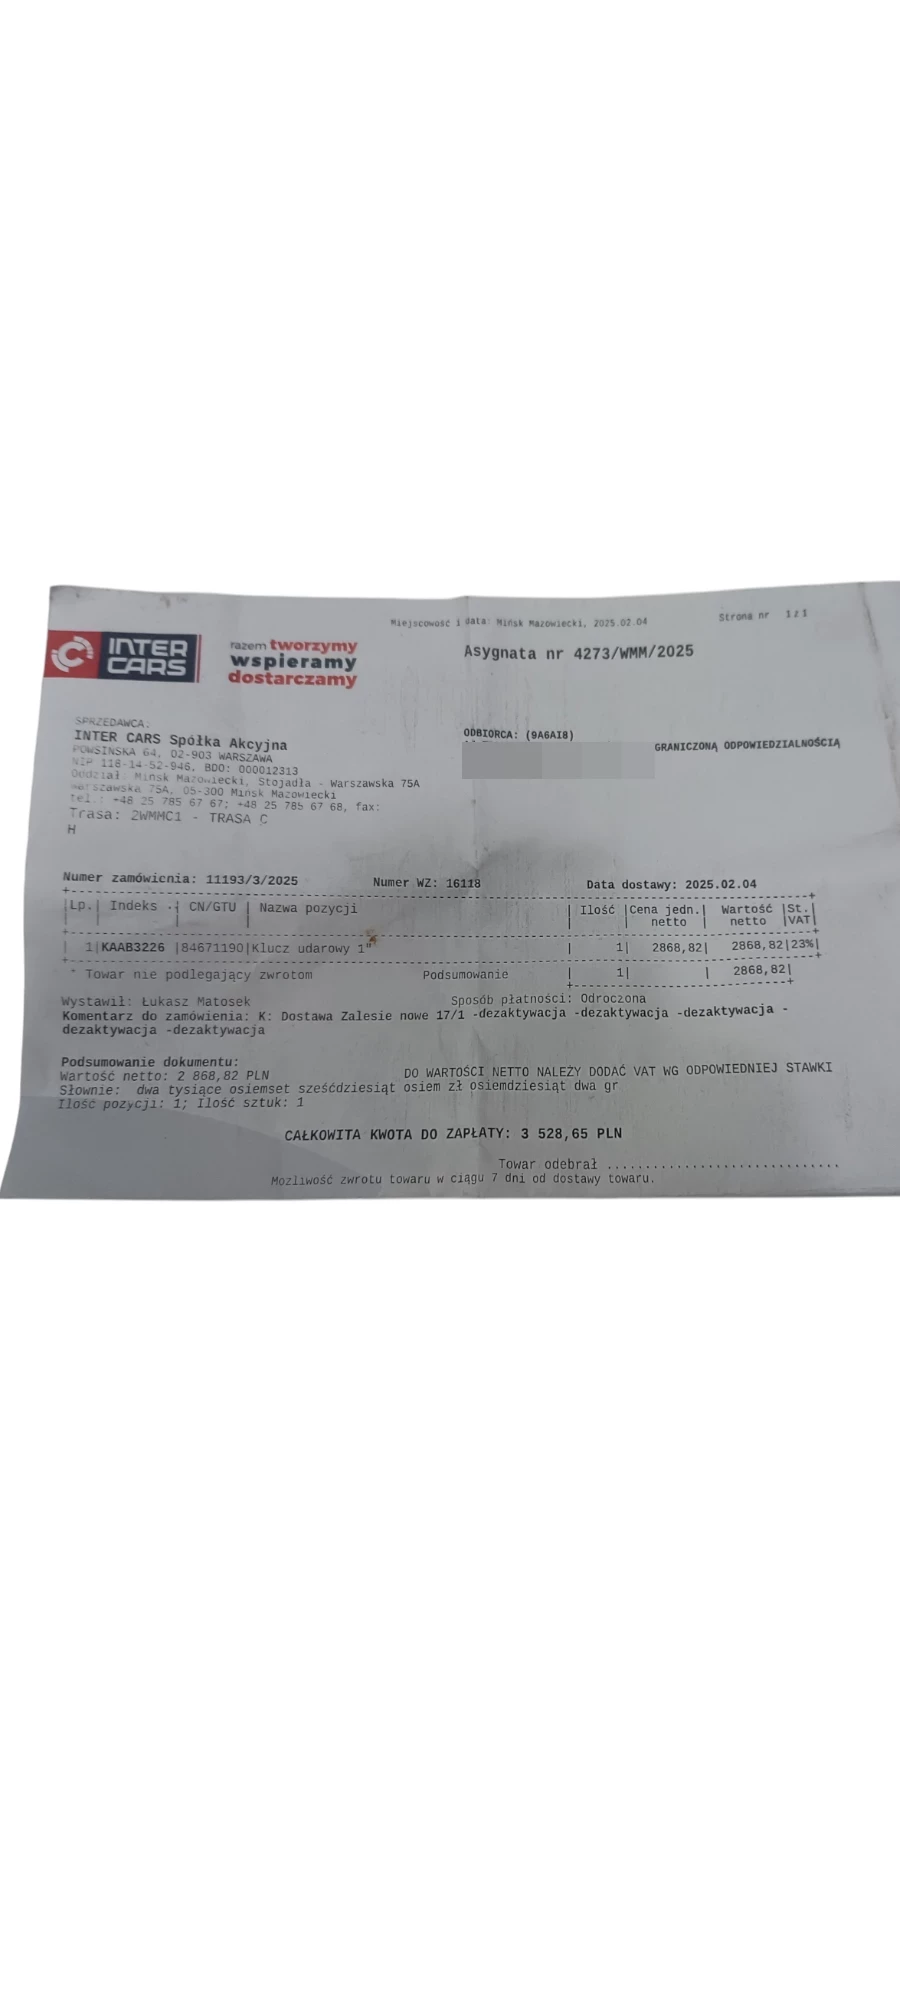 Miejscowość i data: Mińsk Mazowiecki, 2025.02.04
Strona nr 1z1
INTER CARS
razem tworzymy
wspieramy
dostarczamy
Asygnata nr 4273/WMM/2025
SPRZEDAWCA:
INTER CARS Spółka Akcyjna
POWSIŃSKA 64, 02-903 WARSZAWA
NIP 118-14-52-946, BDO: 000012313
Oddział: Mińsk Mazowiecki, Stojadła - Warszawska 75A
Warszawska 75A, 05-300 Mińsk Mazowiecki
tel.: +48 25 785 67 67; +48 25 785 67 68, fax:
Trasa: 2WMMC1 - TRASA C
H
ODBIORCA: (9A6AI8)
GRANICZONĄ ODPOWIEDZIALNOŚCIĄ
Numer zamówienia: 11193/3/2025 Numer WZ: 16118 Data dostawy: 2025.02.04
|Lp.| Indeks .| CN/GTU | Nazwa pozycji | Ilość |Cena jedn.| Wartość |St.|
netto | netto |VAT|
| 1|KAAB3226 |84671190|Klucz udarowy 1" | 1| 2868,82| 2868,82|23%|
* Towar nie podlegający zwrotom Podsumowanie | 1| | 2868,82|
Wystawił: Łukasz Matosek Sposób płatności: Odroczona
Komentarz do zamówienia: K: Dostawa Zalesie nowe 17/1 -dezaktywacja -dezaktywacja -dezaktywacja -
dezaktywacja -dezaktywacja
Podsumowanie dokumentu:
Wartość netto: 2 868,82 PLN DO WARTOŚCI NETTO NALEŻY DODAĆ VAT WG ODPOWIEDNIEJ STAWKI
Słownie: dwa tysiące osiemset sześćdziesiąt osiem zł osiemdziesiąt dwa gr
Ilość pozycji: 1; Ilość sztuk: 1
CAŁKOWITA KWOTA DO ZAPŁATY: 3 528,65 PLN
Towar odebrał ...............................
Możliwość zwrotu towaru w ciągu 7 dni od dostawy towaru.